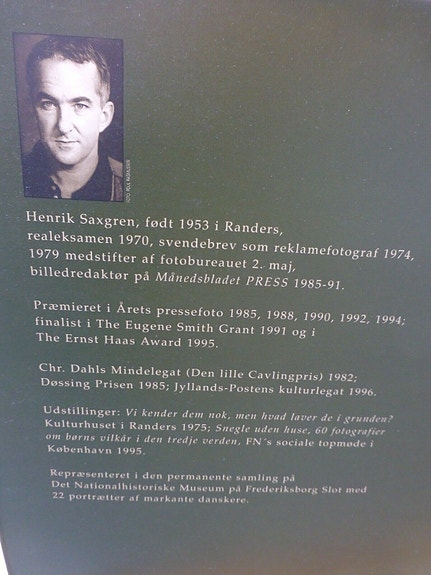 Henrik Saxgren, født 1953 i Randers,
realeksamen 1970, svendebrev som reklamefotograf 1974,
1979 medstifter af fotobureauet 2. maj,
billedredaktør på Månedsbladet PRESS 1985-91.
Præmieret i Årets pressefoto 1985, 1988, 1990, 1992, 1994;
finalist i The Eugene Smith Grant 1991 og i
The Ernst Haas Award 1995.
Chr. Dahls Mindelegat (Den lille Cavlingpris) 1982;
Døssing Prisen 1985; Jyllands-Postens kulturlegat 1996.
Udstillinger: Vi kender dem nok, men hvad laver de i grunden?
Kulturhuset i Randers 1975; Snegle uden huse, 60 fotografier
om børns vilkår i den tredje verden, FN's sociale topmøde i
København 1995.
Repræsenteret i den permanente samling på
Det Nationalhistoriske Museum på Frederiksborg Slot med
22 portrætter af markante danskere.